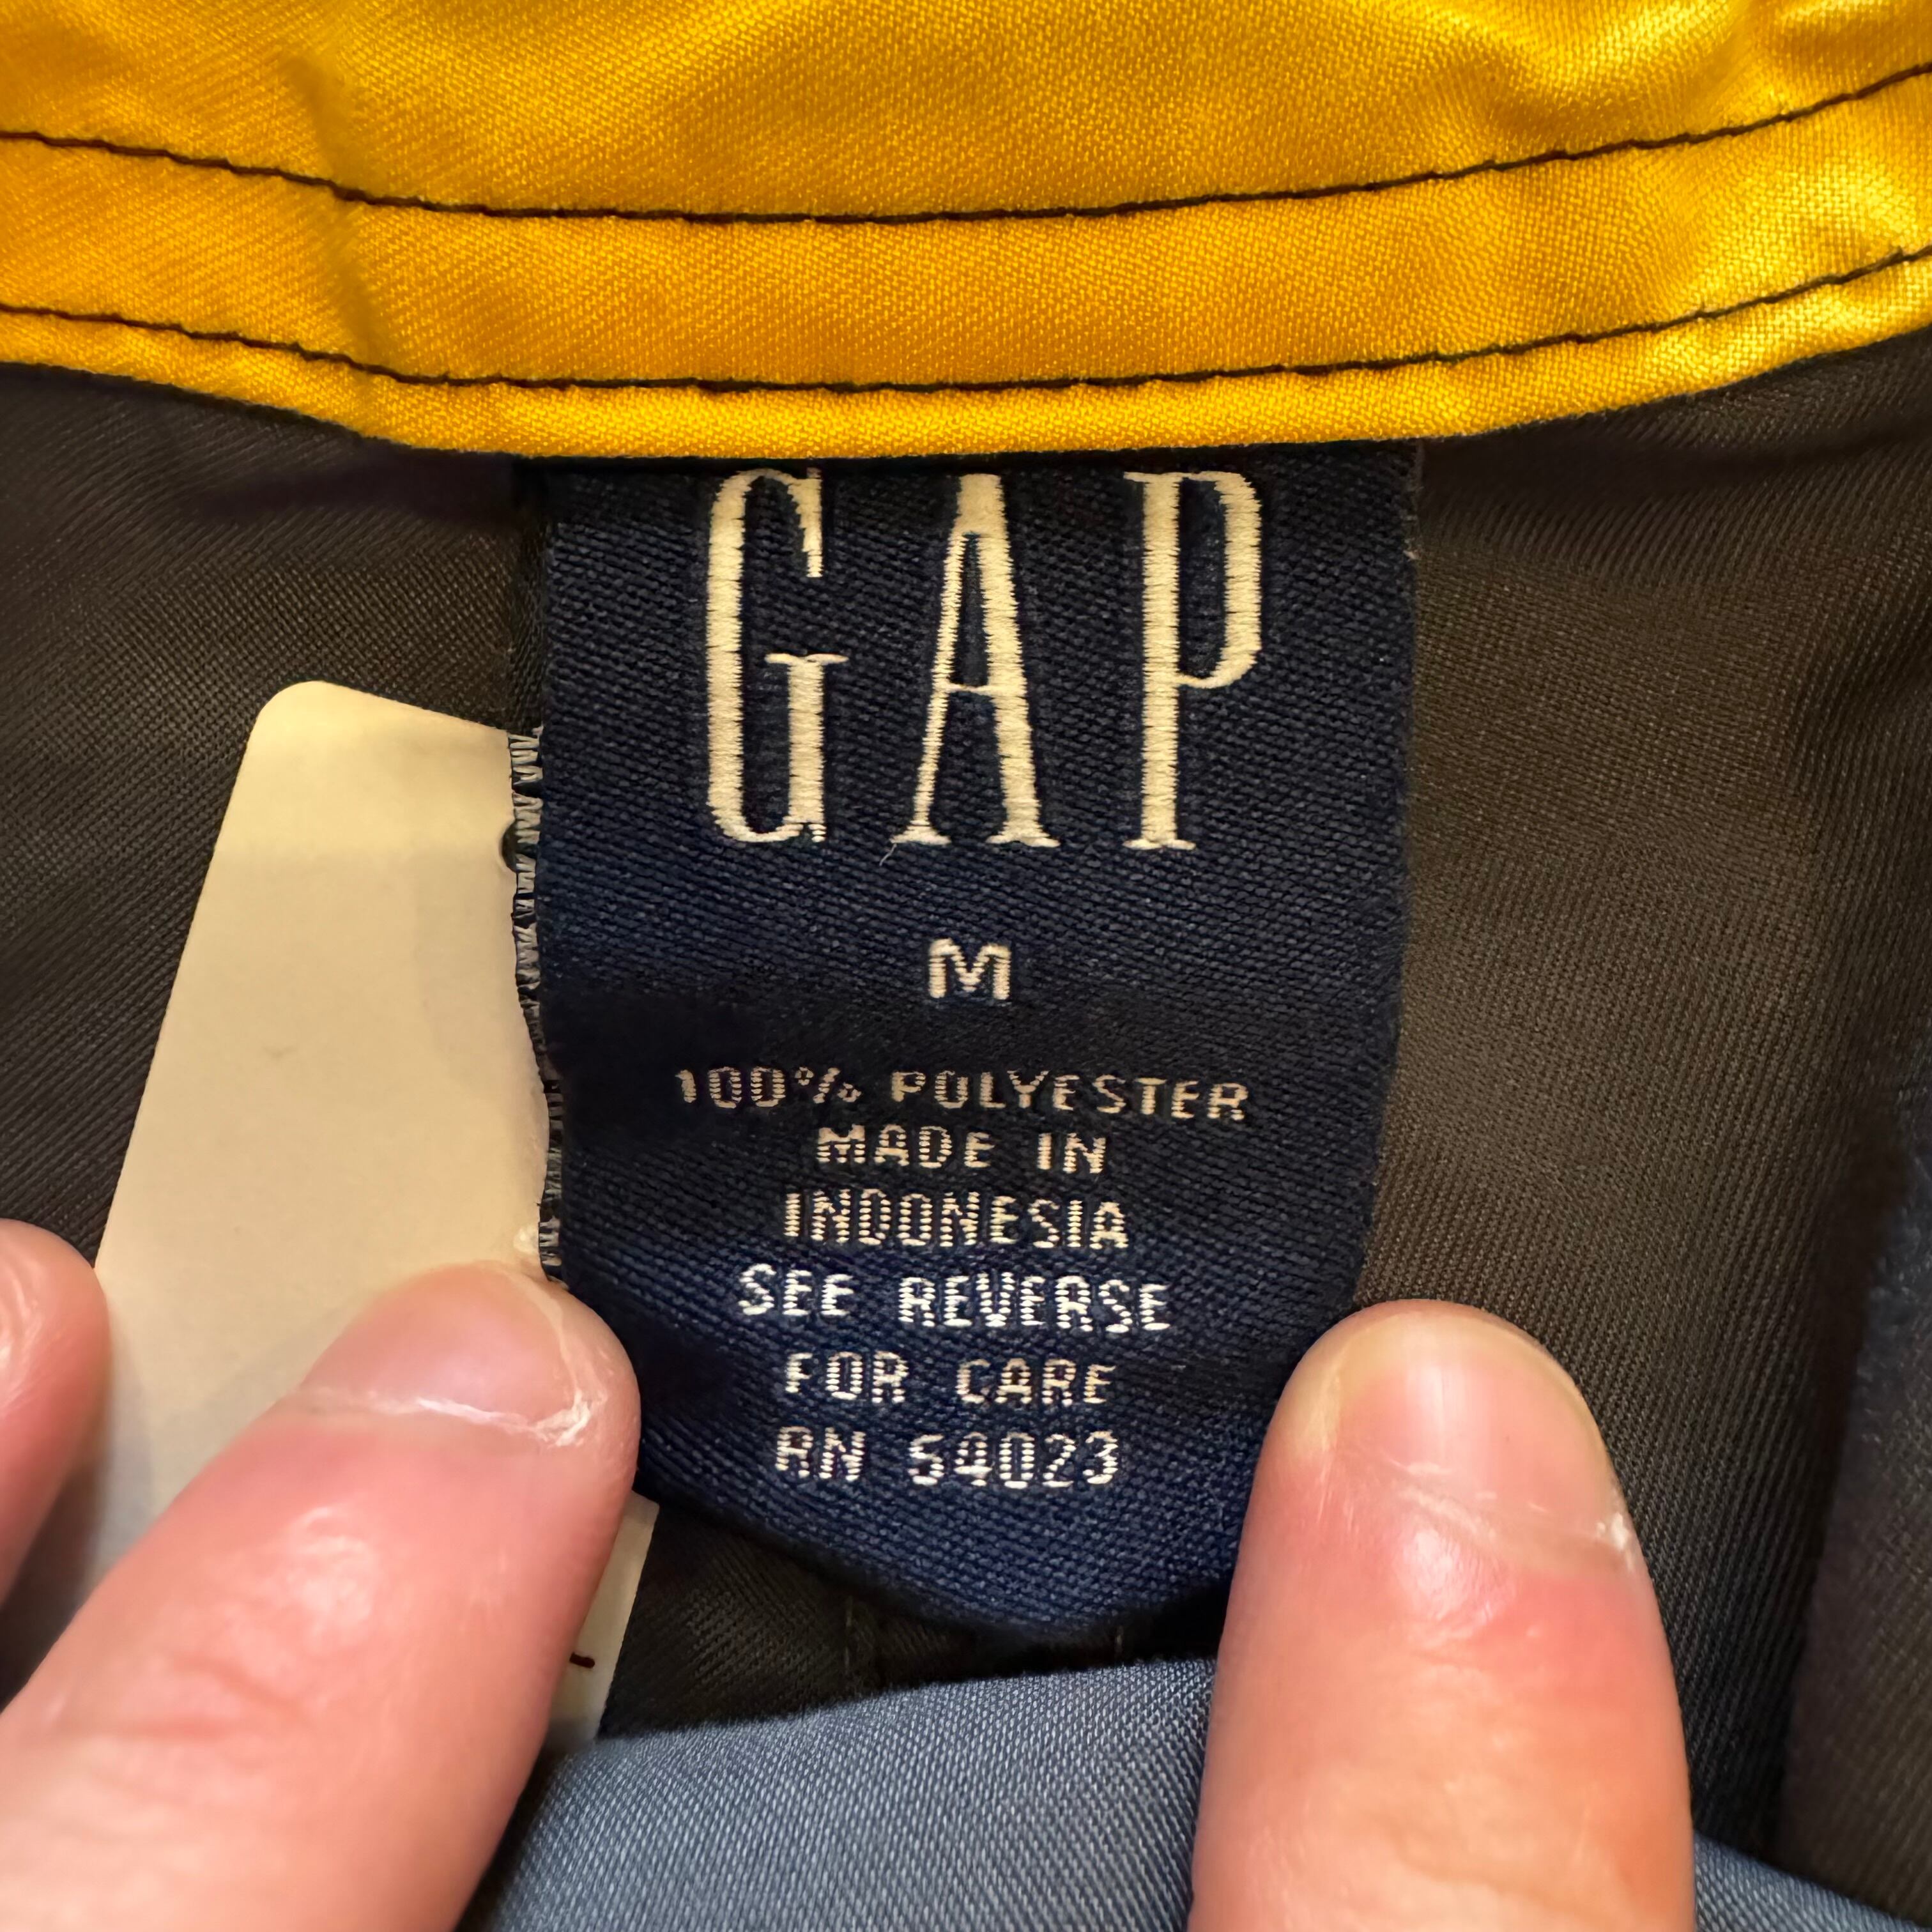 GAP
M
100% POLYESTER
MADE IN
INDONESIA
SEE REVERSE
FOR CARE
RN 54023